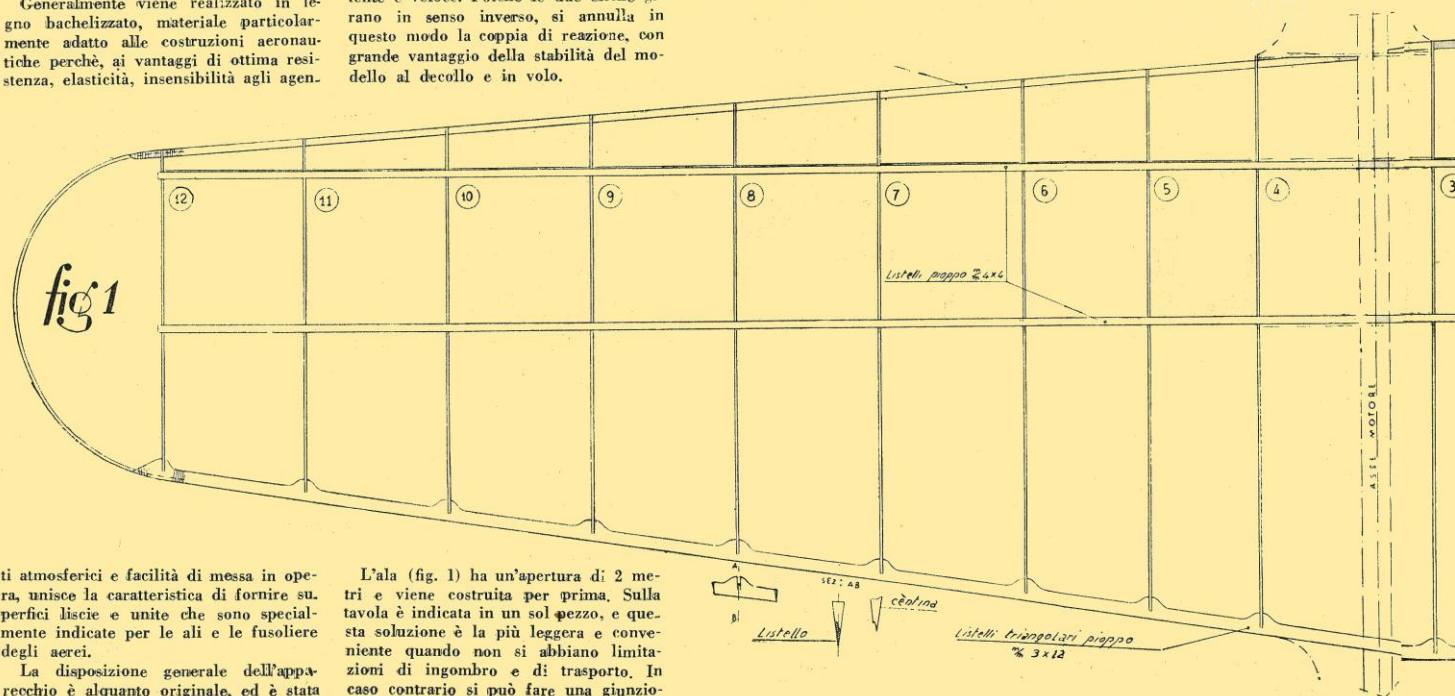 Generalmente viene realizzato in le-
gno bachelizzato, materiale particolar-
mente adatto alle costruzioni aeronau-
tiche perchè, ai vantaggi di ottima resi-
stenza, elasticità, insensibilità agli agen-
rano in senso inverso, si annulla in
questo modo la coppia di reazione, con
grande vantaggio della stabilità del mo-
dello al decollo e in volo.
12
11
10
9
8
7
6
5
4
3
fig 1
Listelli pioppo 4x4
ASSE MOTORE
ti atmosferici e facilità di messa in ope-
ra, unisce la caratteristica di fornire su-
perfici liscie e unite che sono special-
mente indicate per le ali e le fusoliere
degli aerei.
La disposizione generale dell'appa-
recchio è alquanto originale, ed è stata
L'ala (fig. 1) ha un'apertura di 2 me-
tri e viene costruita per prima. Sulla
tavola è indicata in un sol pezzo, e que-
sta soluzione è la più leggera e conve-
niente quando non si abbiano limita-
zioni di ingombro e di trasporto. In
caso contrario si può fare una giunzio-
A
B
SEZ: AB
Listello
cèntina
Listelli triangolari pioppo
m/m 3x12